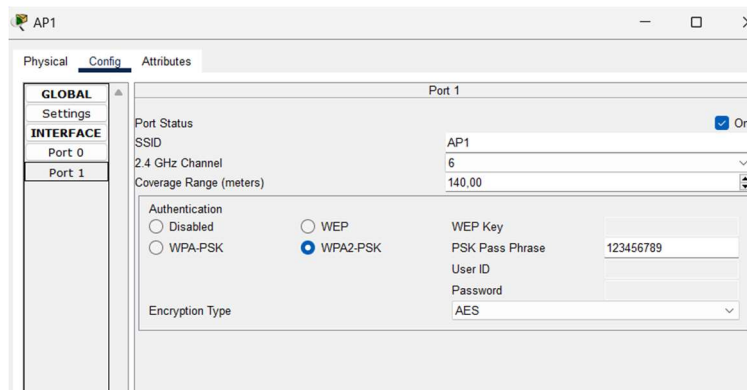 AP1
Physical Config Attributes
GLOBAL
Settings
INTERFACE
Port 0
Port 1
Port 1
Port Status
SSID AP1
2.4 GHz Channel 6
Coverage Range (meters) 140,00
Authentication
Disabled WEP WEP Key
WPA-PSK WPA2-PSK PSK Pass Phrase 123456789
User ID
Password
Encryption Type AES